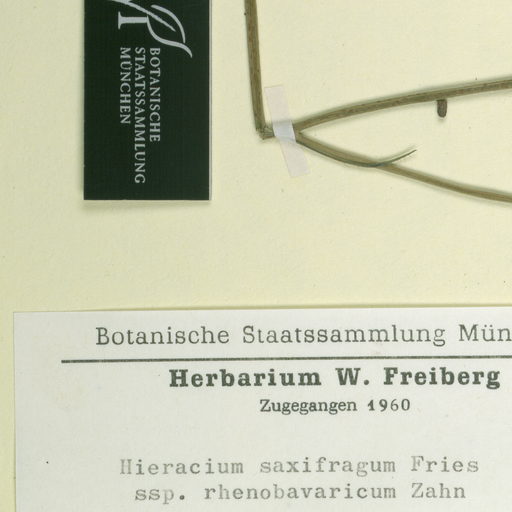 BOTANISCHE
STAATSSAMMLUNG
MÜNCHEN
Botanische Staatssammlung Mün
Herbarium W. Freiberg
Zugegangen 1960
Hieracium saxifragum Fries
ssp. rhenobavaricum Zahn